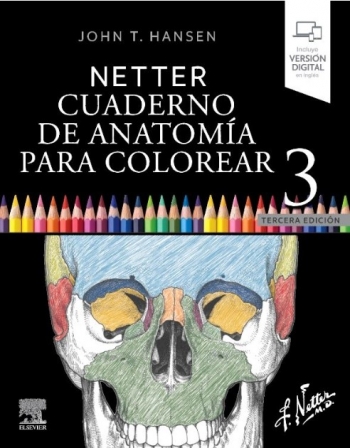 JOHN T. HANSEN
Incluye
VERSIÓN
DIGITAL
en inglés
NETTER
CUADERNO
DE ANATOMÍA
PARA COLOREAR
3
TERCERA EDICIÓN
ELSEVIER
F. Netter
M.D.